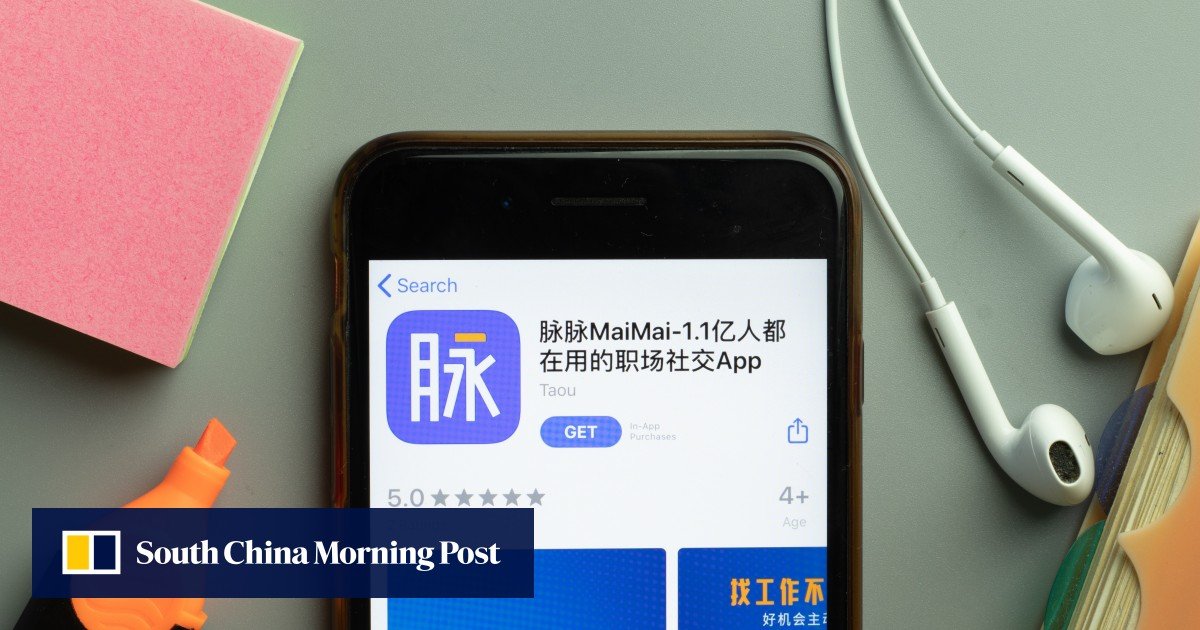 Search
脉
脉脉MaiMai-1.1亿人都
在用的职场社交App
Taou
GET
In-App
Purchases
5.0
4+
Age
South China Morning Post
找工作不
好机会主动